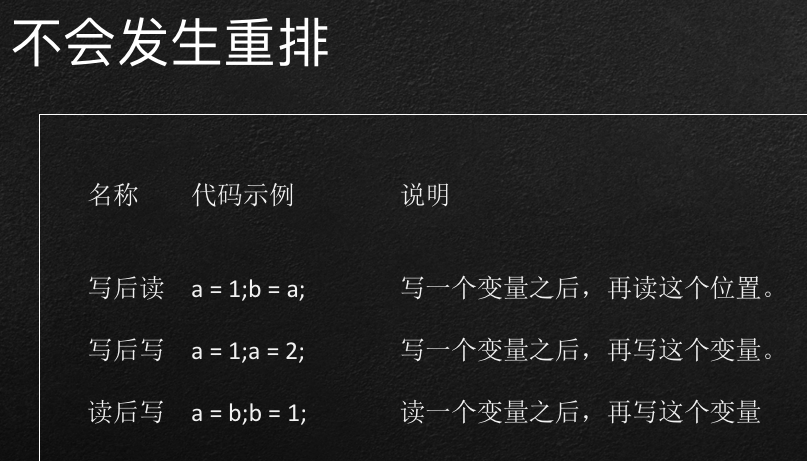 不会发生重排
名称 代码示例 说明
写后读 a = 1;b = a; 写一个变量之后，再读这个位置。
写后写 a = 1;a = 2; 写一个变量之后，再写这个变量。
读后写 a = b;b = 1; 读一个变量之后，再写这个变量